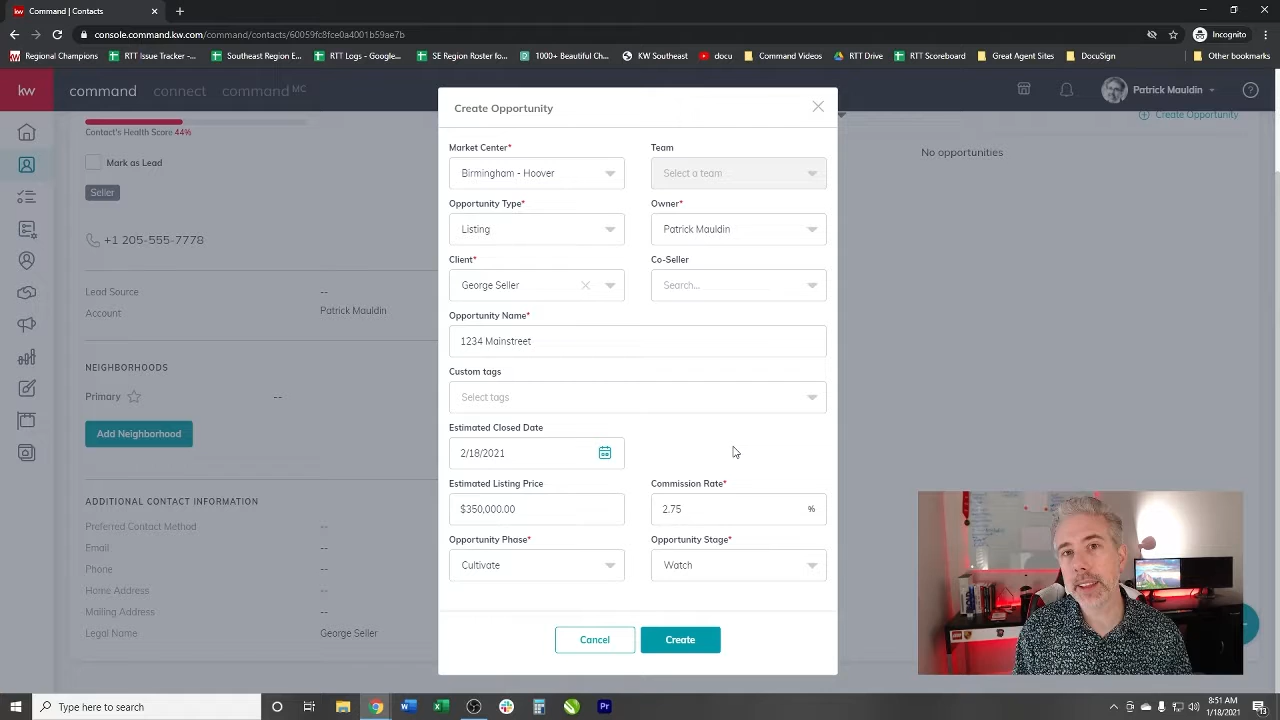 Command | Contacts
console.command.kw.com/command/contacts/60059fc8fce0a4001b59ae7b
Incognito
Regional Champions
RTT Issue Tracker -...
Southeast Region E...
RTT Logs - Google...
SE Region Roster fo...
1000+ Beautiful Ch...
KW Southeast
docu
Command Videos
RTT Drive
RTT Scoreboard
Great Agent Sites
DocuSign
Other bookmarks
kw
command
connect
command MC
Patrick Mauldin
Contact's Health Score 44%
Mark as Lead
Seller
+1 205-555-7778
Lead Source
--
Account
Patrick Mauldin
NEIGHBORHOODS
Primary
--
Add Neighborhood
ADDITIONAL CONTACT INFORMATION
Preferred Contact Method
--
Email
--
Phone
--
Home Address
--
Mailing Address
--
Legal Name
George Seller
Create Opportunity
Market Center*
Team
Birmingham - Hoover
Select a team
Opportunity Type*
Owner*
Listing
Patrick Mauldin
Client*
Co-Seller
George Seller
Search...
Opportunity Name*
1234 Mainstreet
Custom tags
Select tags
Estimated Closed Date
2/18/2021
Estimated Listing Price
Commission Rate*
$350,000.00
2.75
%
Opportunity Phase*
Opportunity Stage*
Cultivate
Watch
Cancel
Create
Create Opportunity
No opportunities
Type here to search
8:51 AM
1/18/2021